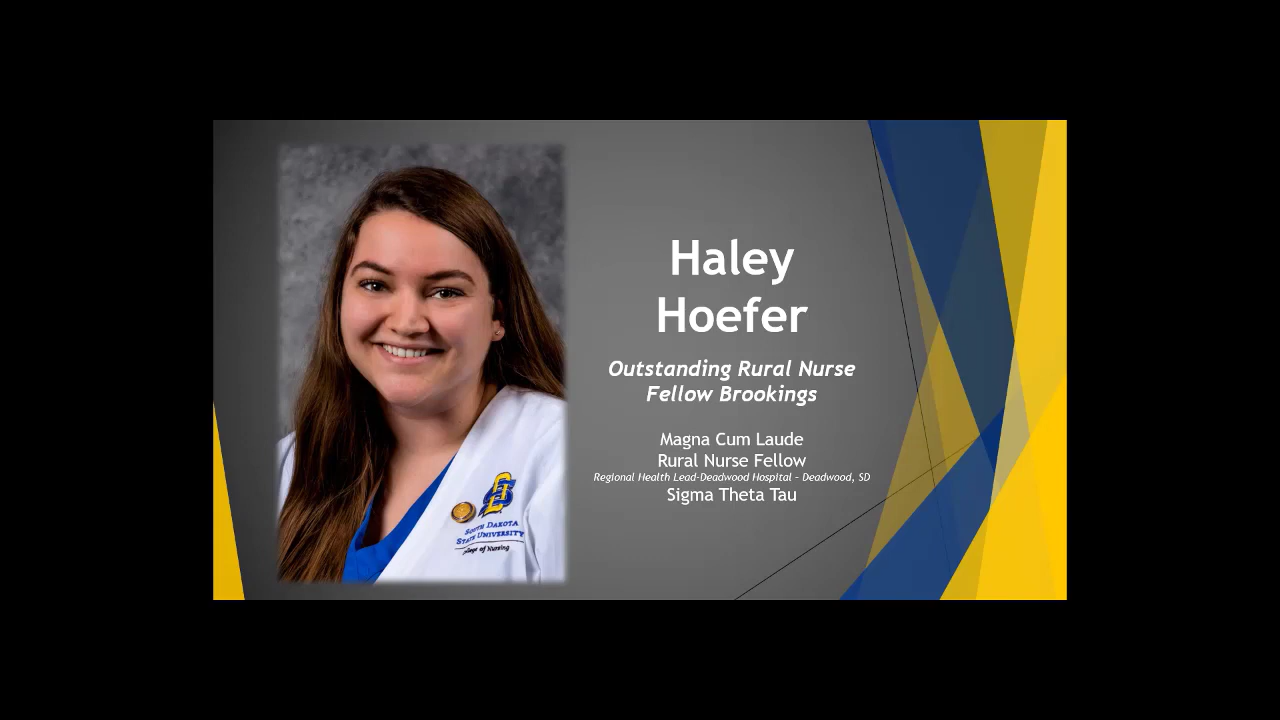 Haley
Hoefer
Outstanding Rural Nurse
Fellow Brookings
Magna Cum Laude
Rural Nurse Fellow
Regional Health Lead-Deadwood Hospital - Deadwood, SD
Sigma Theta Tau
SOUTH DAKOTA
STATE UNIVERSITY
College of Nursing